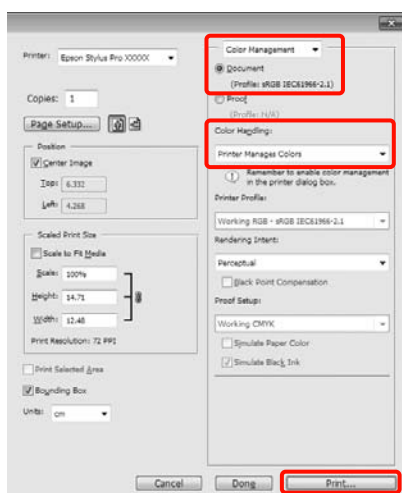 Printer: Epson Stylus Pro XXXXX
Copies: 1
Page Setup...
Position
Center Image
Top: 6.332
Left: 4.268
Scaled Print Size
Scale to Fit Media
Scale: 100%
Height: 14.71
Width: 12.48
Print Resolution: 72 PPI
Print Selected Area
Bounding Box
Units: cm
Color Management
Document
(Profile: sRGB IEC61966-2.1)
Proof
(Profile: N/A)
Color Handling:
Printer Manages Colors
Remember to enable color management
in the printer dialog box.
Printer Profile:
Working RGB - sRGB IEC61966-2.1
Rendering Intent:
Perceptual
Black Point Compensation
Proof Setup:
Working CMYK
Simulate Paper Color
Simulate Black Ink
Cancel
Done
Print...